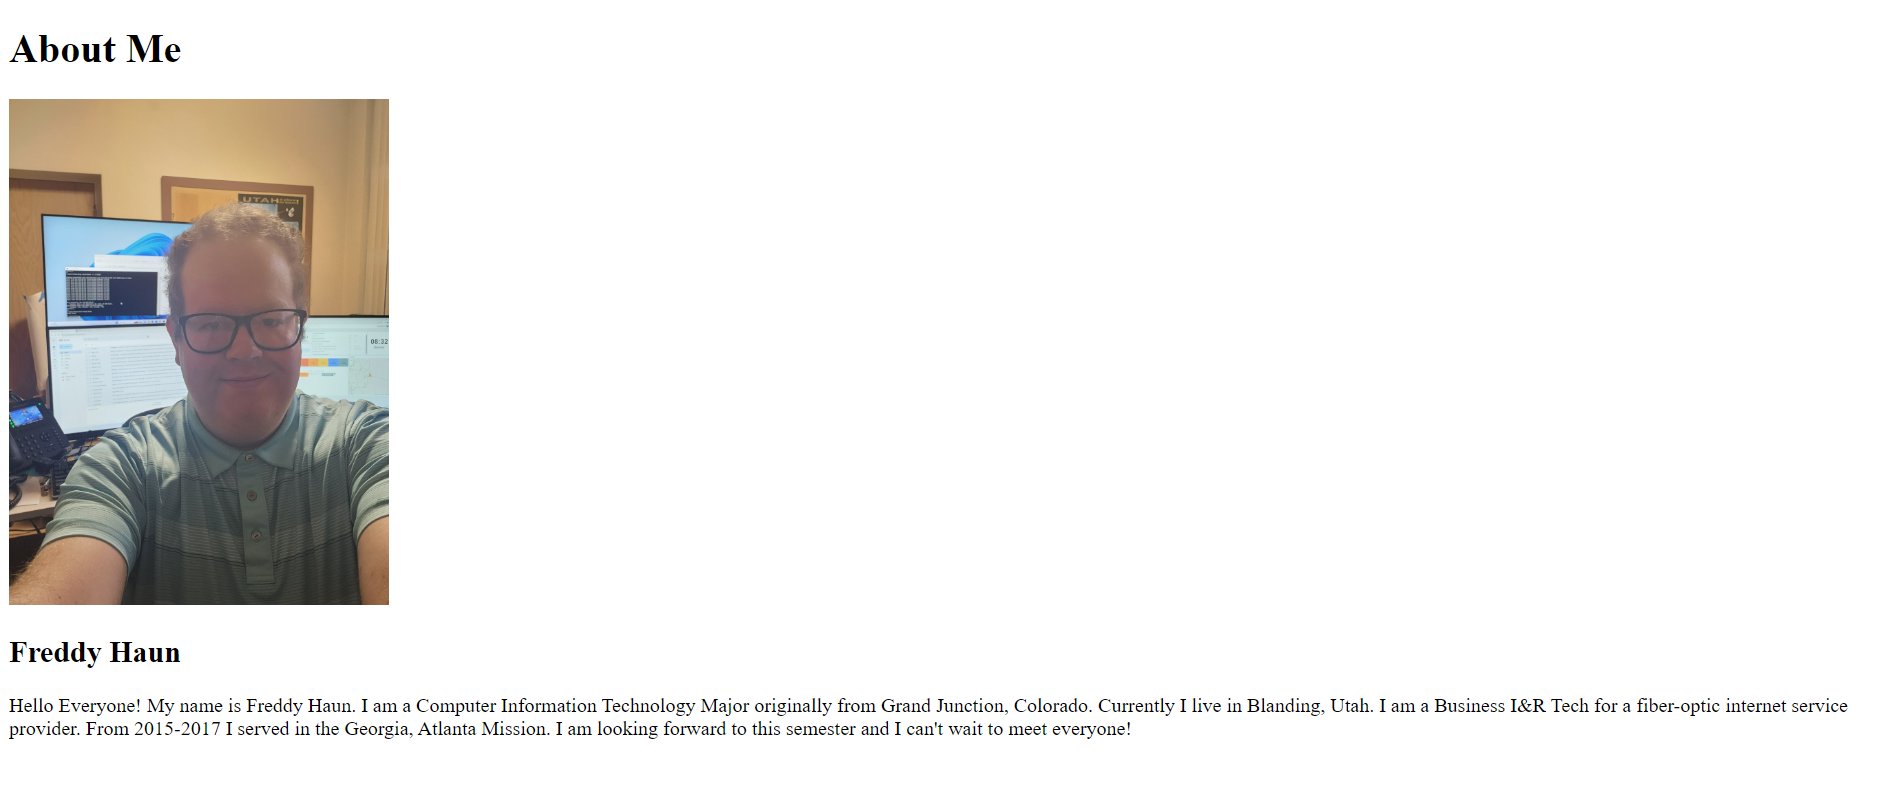 About Me
UTAH
08:32
Freddy Haun
Hello Everyone! My name is Freddy Haun. I am a Computer Information Technology Major originally from Grand Junction, Colorado. Currently I live in Blanding, Utah. I am a Business I&R Tech for a fiber-optic internet service
provider. From 2015-2017 I served in the Georgia, Atlanta Mission. I am looking forward to this semester and I can't wait to meet everyone!